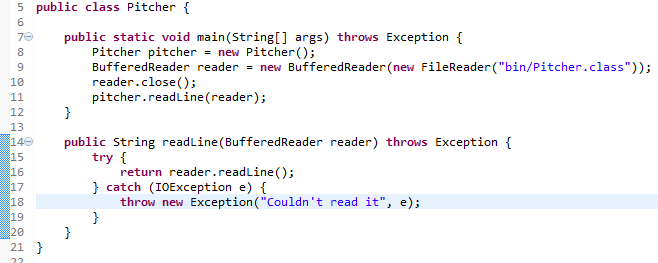 5 public class Pitcher {
6
7 public static void main(String[] args) throws Exception {
8 Pitcher pitcher = new Pitcher();
9 BufferedReader reader = new BufferedReader(new FileReader("bin/Pitcher.class"));
10 reader.close();
11 pitcher.readLine(reader);
12 }
13
14 public String readLine(BufferedReader reader) throws Exception {
15 try {
16 return reader.readLine();
17 } catch (IOException e) {
18 throw new Exception("Couldn't read it", e);
19 }
20 }
21 }
22